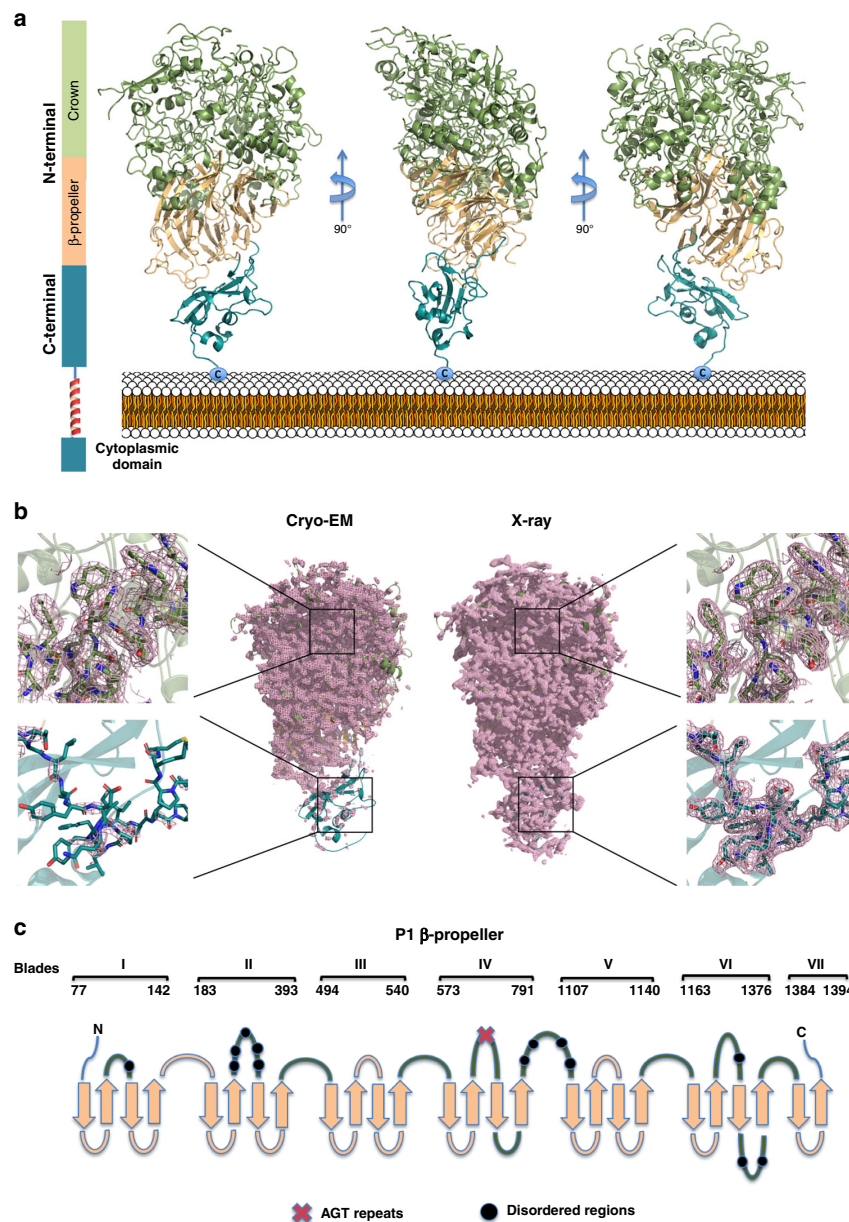 a
N-terminal
Crown
β-propeller
C-terminal
90°
90°
C
C
C
Cytoplasmic
domain
b
Cryo-EM
X-ray
c
P1 β-propeller
Blades
I
II
III
IV
V
VI
VII
77
142
183
393
494
540
573
791
1107
1140
1163
1376
1384
1394
N
C
AGT repeats
Disordered regions